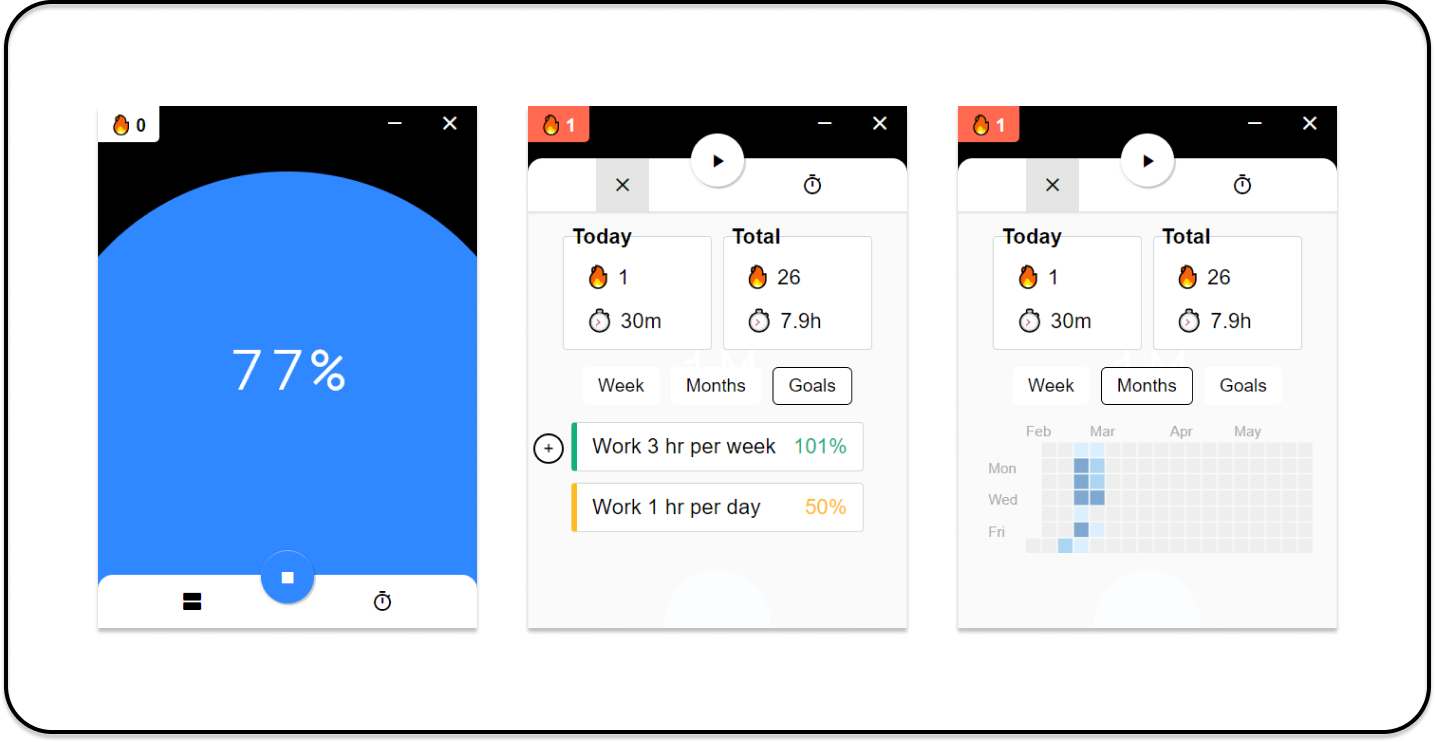 0
77%
1
Today
Total
1
26
30m
7.9h
Week Months Goals
Work 3 hr per week 101%
Work 1 hr per day 50%
1
Today
Total
1
26
30m
7.9h
Week Months Goals
Feb Mar Apr May
Mon
Wed
Fri